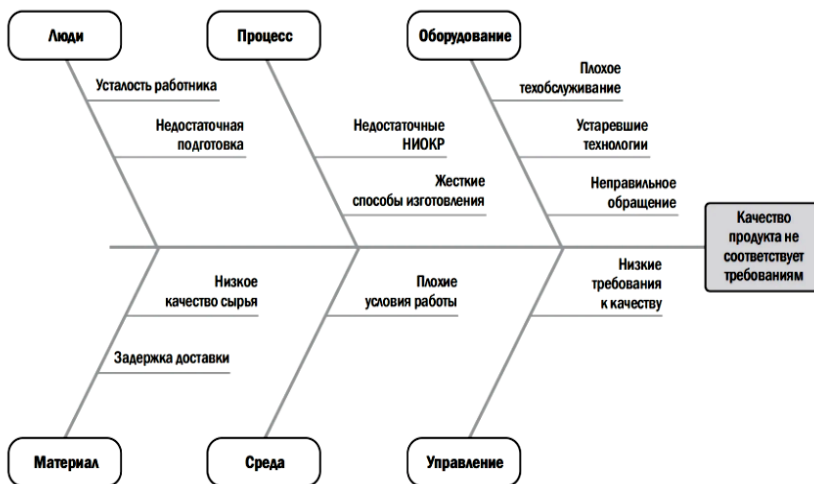 Люди
Процесс
Оборудование
Усталость работника
Недостаточная
подготовка
Недостаточные
НИОКР
Жесткие
способы изготовления
Плохое
техобслуживание
Устаревшие
технологии
Неправильное
обращение
Качество
продукта не
соответствует
требованиям
Низкое
качество сырья
Задержка доставки
Плохие
условия работы
Низкие
требования
к качеству
Материал
Среда
Управление